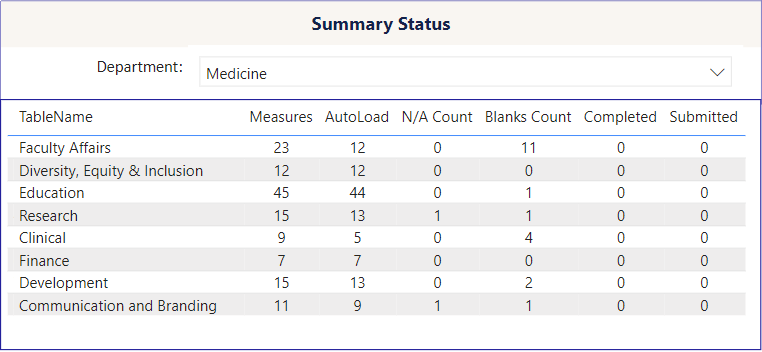 Summary Status
Department: Medicine
TableName Measures AutoLoad N/A Count Blanks Count Completed Submitted
Faculty Affairs 23 12 0 11 0 0
Diversity, Equity & Inclusion 12 12 0 0 0 0
Education 45 44 0 1 0 0
Research 15 13 1 1 0 0
Clinical 9 5 0 4 0 0
Finance 7 7 0 0 0 0
Development 15 13 0 2 0 0
Communication and Branding 11 9 1 1 0 0